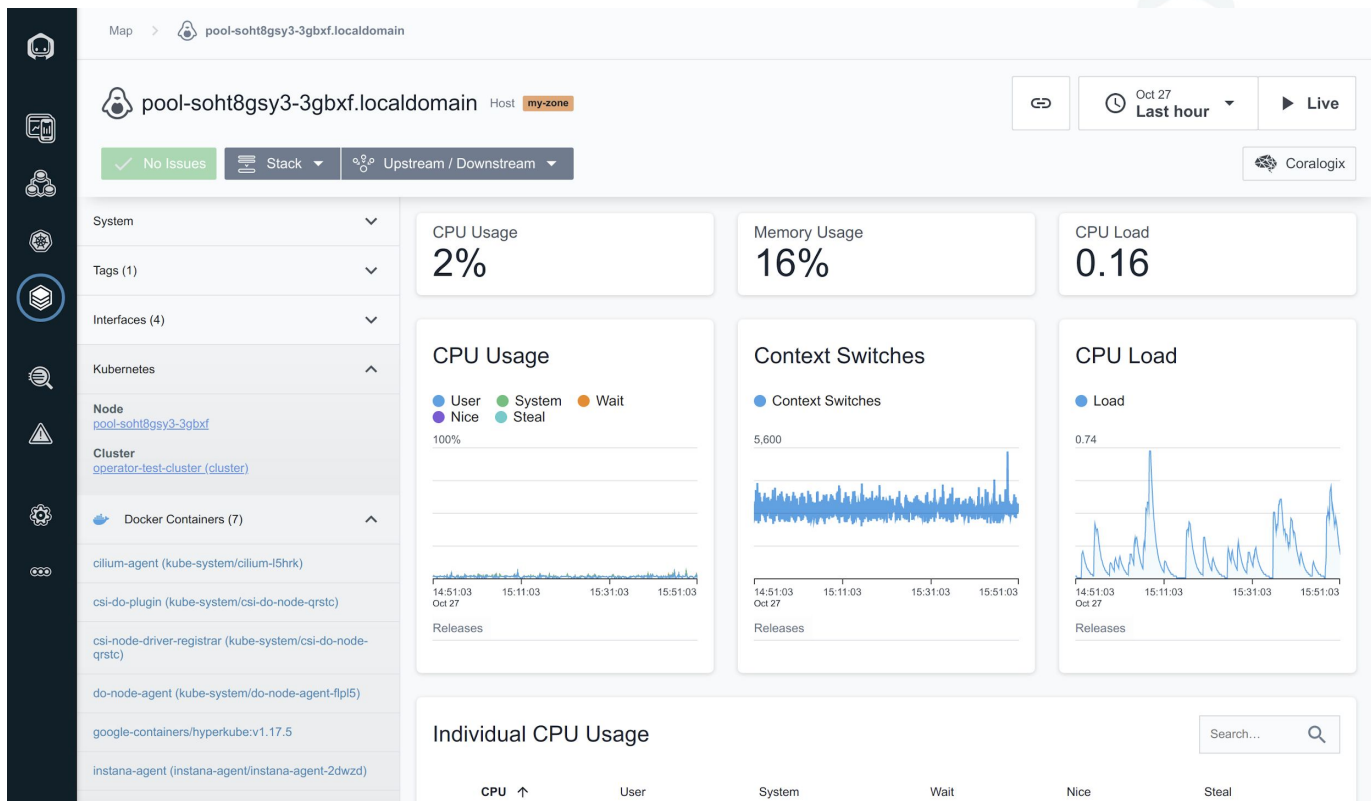 Map > pool-soht8gsy3-3gbxf.localdomain
pool-soht8gsy3-3gbxf.localdomain Host my-zone
Oct 27
Last hour
Live
No Issues
Stack
Upstream / Downstream
Coralogix
System
Tags (1)
Interfaces (4)
Kubernetes
Node
pool-soht8gsy3-3gbxf
Cluster
operator-test-cluster (cluster)
Docker Containers (7)
cilium-agent (kube-system/cilium-l5hrk)
csi-do-plugin (kube-system/csi-do-node-qrstc)
csi-node-driver-registrar (kube-system/csi-do-node-
qrstc)
do-node-agent (kube-system/do-node-agent-flpl5)
google-containers/hyperkube:v1.17.5
instana-agent (instana-agent/instana-agent-2dwzd)
CPU Usage
2%
Memory Usage
16%
CPU Load
0.16
CPU Usage
User System Wait
Nice Steal
100%
14:51:03 15:11:03 15:31:03 15:51:03
Oct 27
Releases
Context Switches
Context Switches
5,600
14:51:03 15:11:03 15:31:03 15:51:03
Oct 27
Releases
CPU Load
Load
0.74
14:51:03 15:11:03 15:31:03 15:51:03
Oct 27
Releases
Individual CPU Usage
Search...
CPU User System Wait Nice Steal